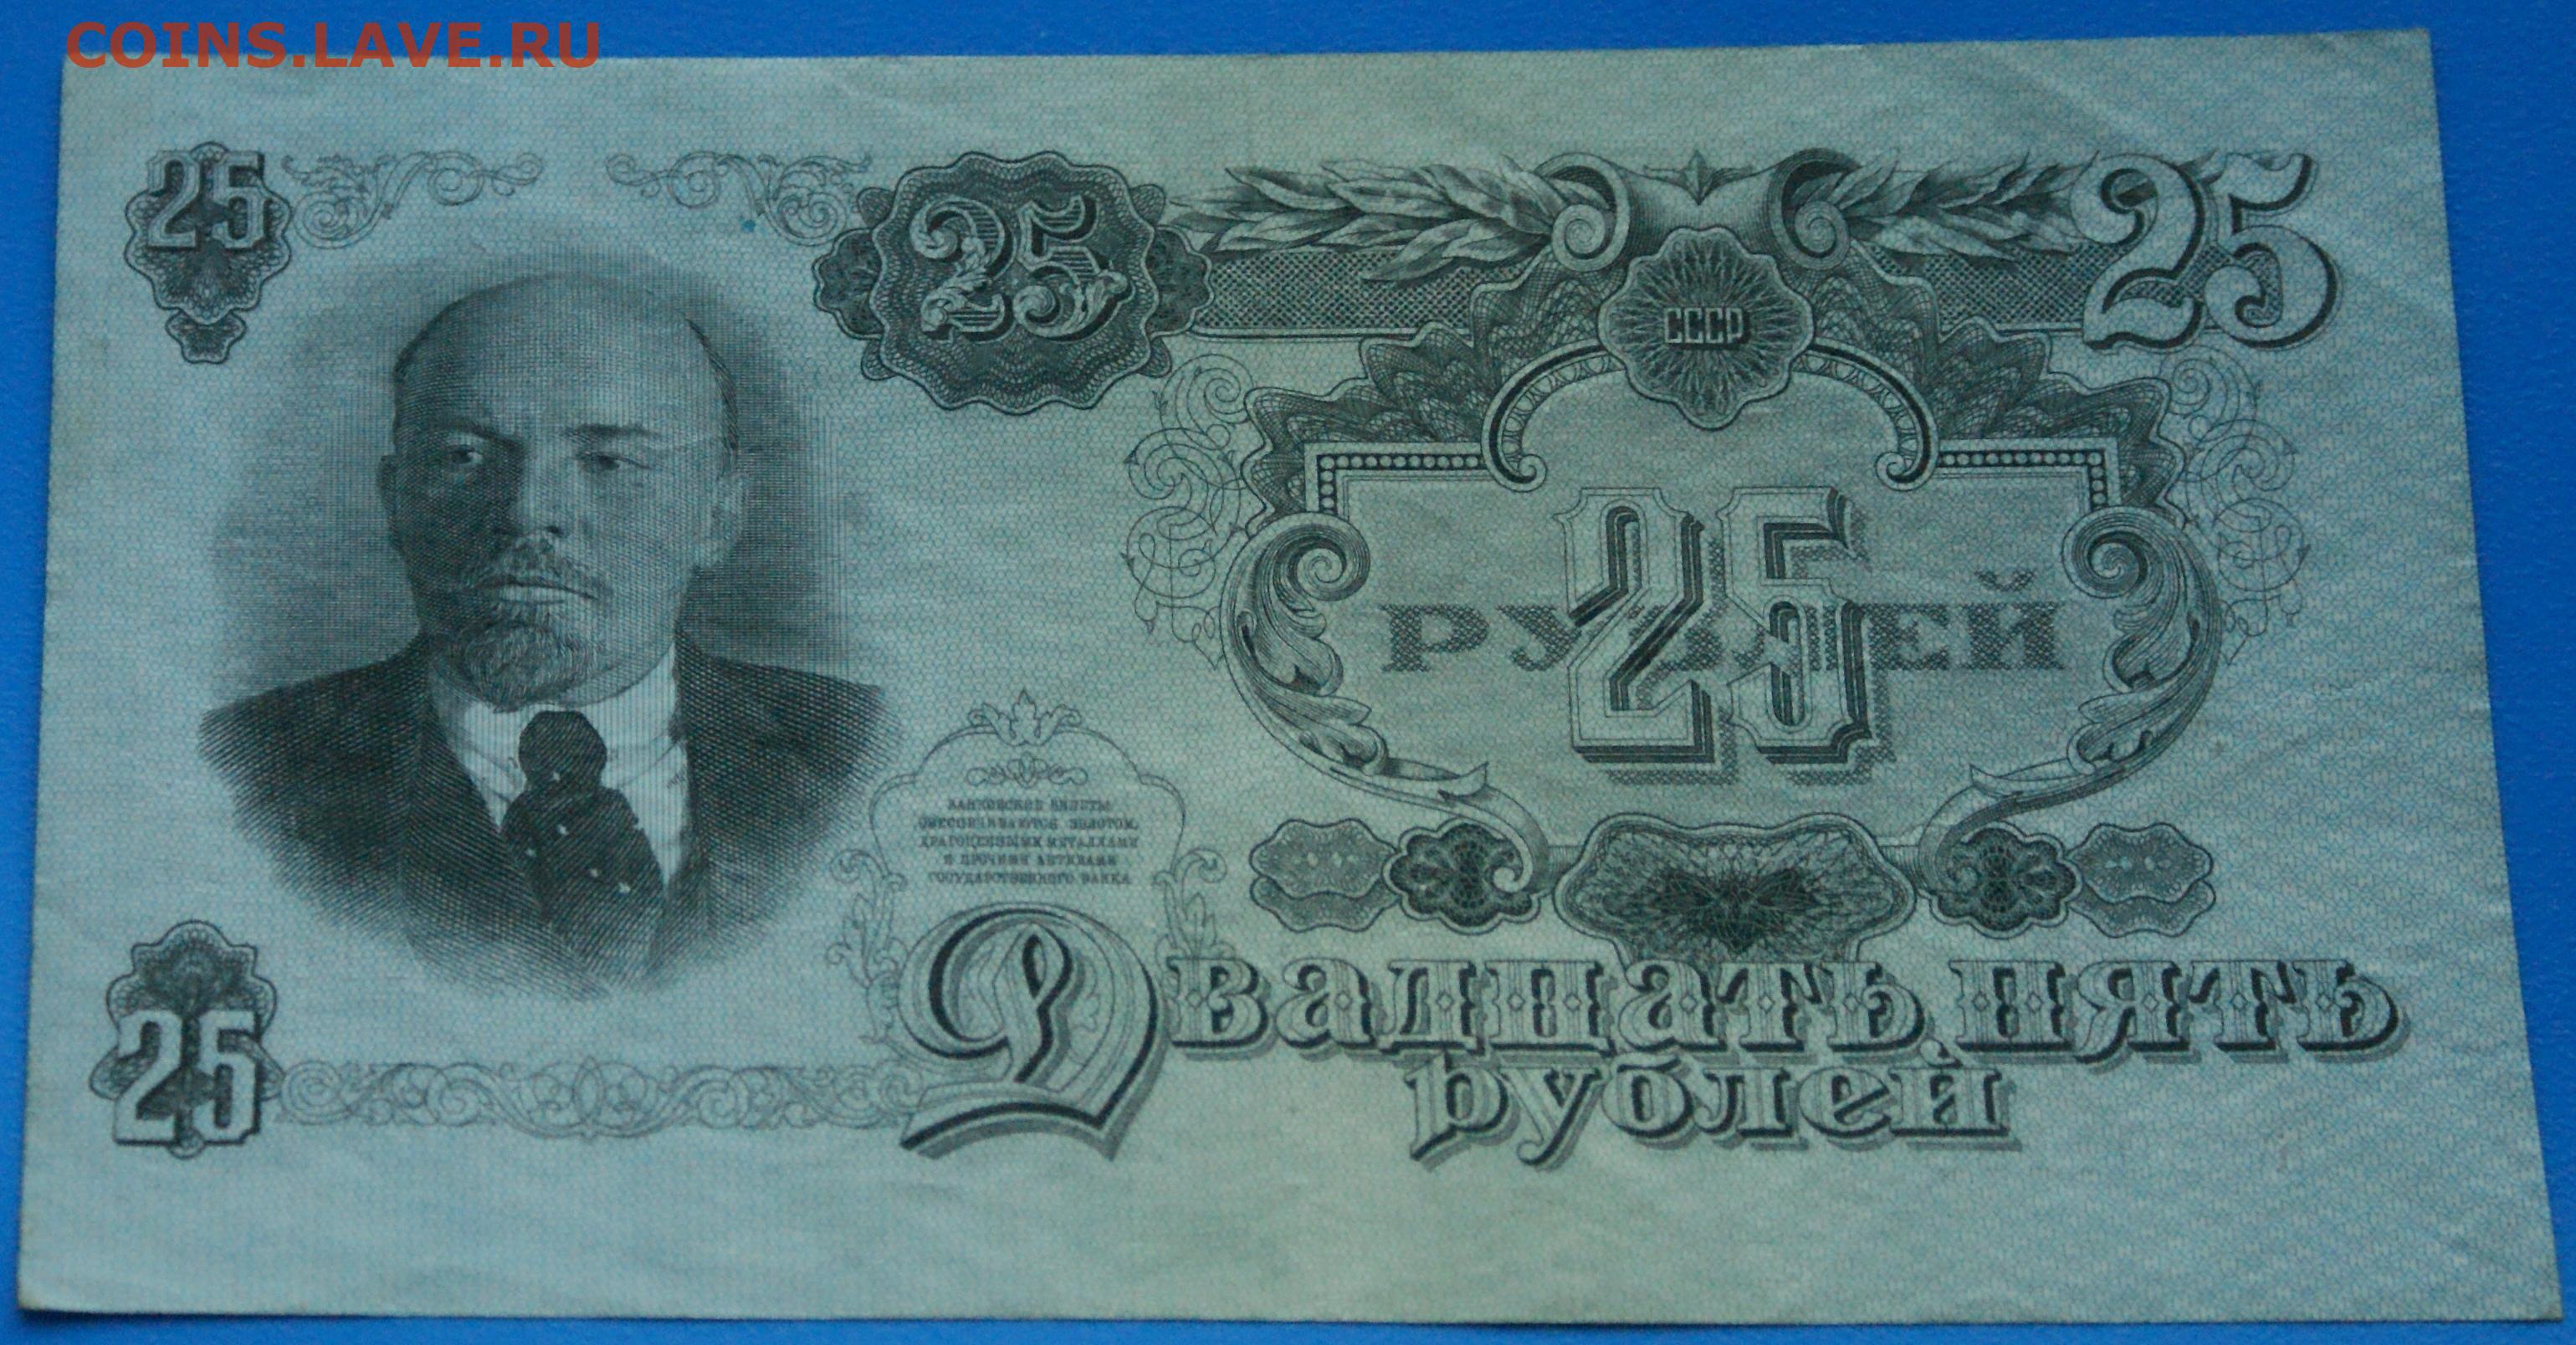 COINS.LAVE.RU
25
25
25
СССР
25
РУБЛЕЙ
БАНКОВСКИЕ БИЛЕТЫ
ОБЕСПЕЧИВАЮТСЯ ЗОЛОТОМ,
ДРАГОЦЕННЫМИ МЕТАЛЛАМИ
И ПРОЧИМИ АКТИВАМИ
ГОСУДАРСТВЕННОГО БАНКА
Двадцать пять
рублей
25